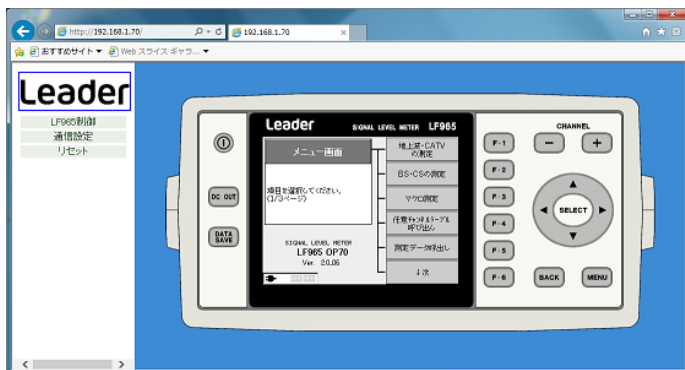 http://192.168.1.70/
192.168.1.70
おすすめサイト
Web スライス ギャラ...
Leader
LF965制御
通信設定
リセット
Leader
SIGNAL LEVEL METER LF965
メニュー画面
項目を選択してください。
(1/3ページ)
SIGNAL LEVEL METER
LF965 OP70
Ver. 2.0.06
地上波・CATV
の測定
BS・CSの測定
マクロ測定
任意チャンネルテーブル
呼び出し
測定データ呼出し
↓次
DC OUT
DATA
SAVE
F・1
F・2
F・3
F・4
F・5
F・6
CHANNEL
−
+
SELECT
BACK
MENU